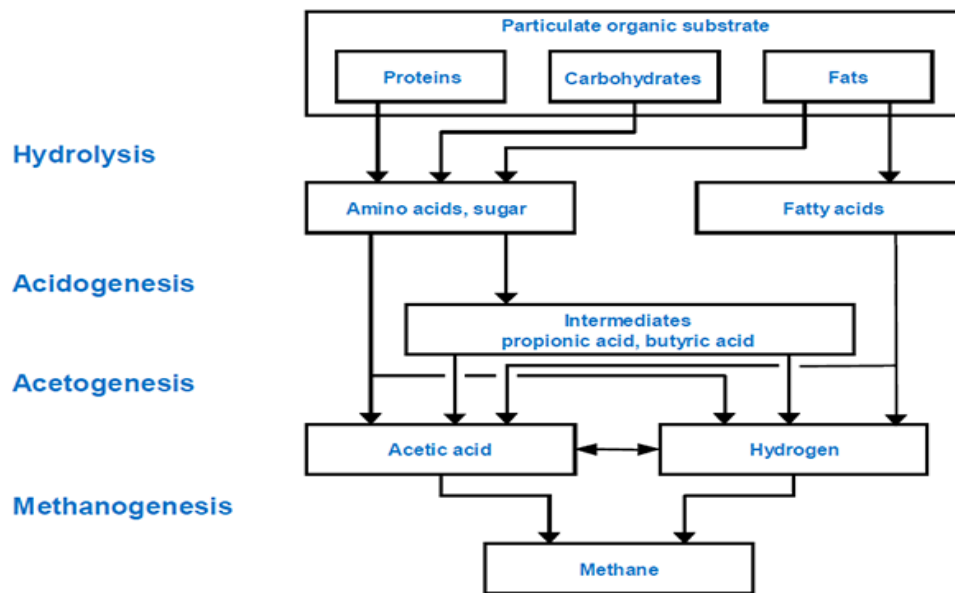 Particulate organic substrate
Proteins
Carbohydrates
Fats
Hydrolysis
Amino acids, sugar
Fatty acids
Acidogenesis
Intermediates
propionic acid, butyric acid
Acetogenesis
Acetic acid
Hydrogen
Methanogenesis
Methane